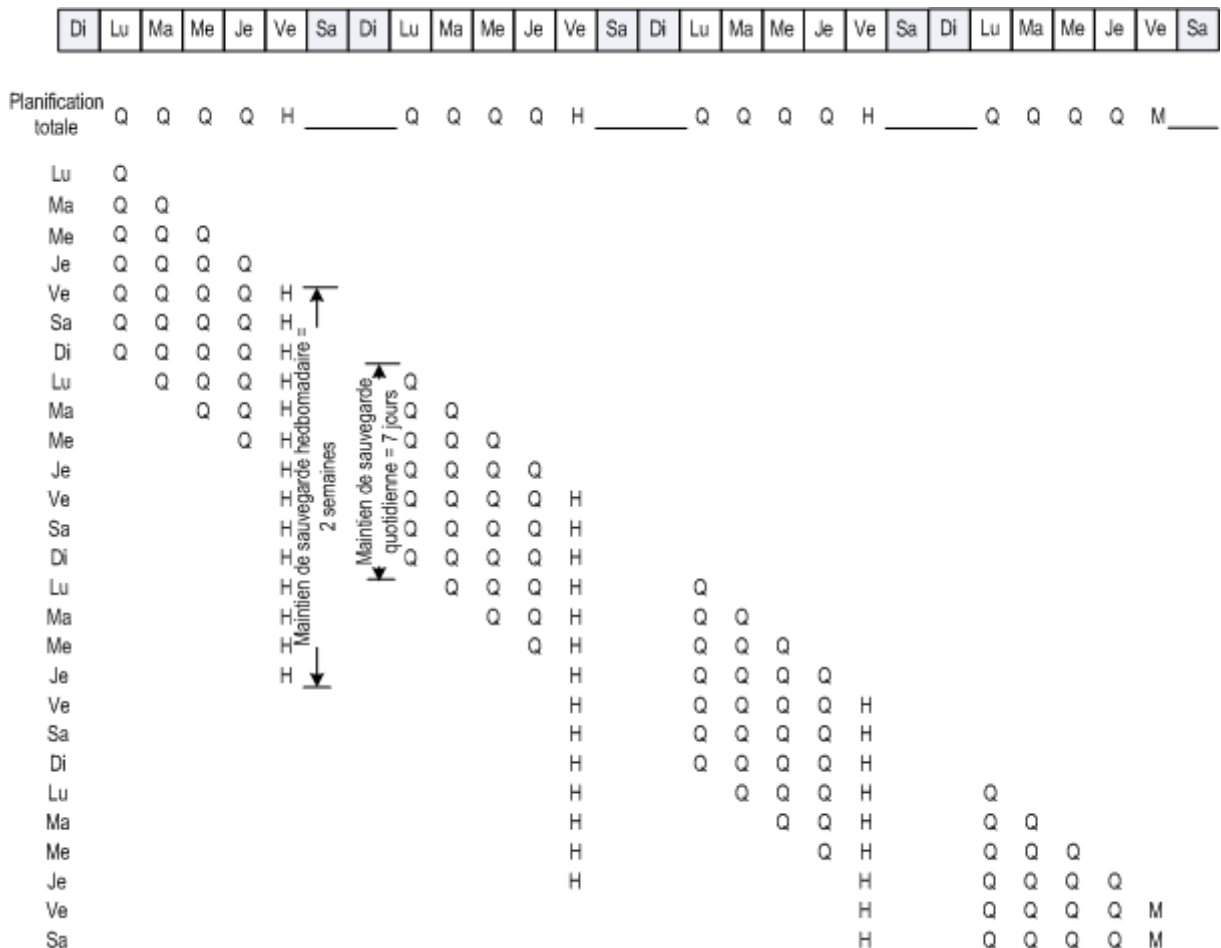 Di Lu Ma Me Je Ve Sa Di Lu Ma Me Je Ve Sa Di Lu Ma Me Je Ve Sa Di Lu Ma Me Je Ve Sa
Planification
totale
Q Q Q Q H Q Q Q Q H Q Q Q Q H Q Q Q Q M
Lu Q
Ma Q Q
Me Q Q Q
Je Q Q Q Q
Ve Q Q Q Q H
Sa Q Q Q Q H
Di Q Q Q Q H
Lu Q Q Q H Q
Ma Q Q H Q Q
Me Q H Q Q Q
Je H Q Q Q Q
Ve H Q Q Q Q H
Sa H Q Q Q Q H
Di H Q Q Q Q H
Lu H Q Q Q H Q
Ma H Q Q H Q Q
Me H Q H Q Q Q
Je H H Q Q Q Q
Ve H Q Q Q Q H
Sa H Q Q Q Q H
Di H Q Q Q Q H
Lu H Q Q Q H Q
Ma H Q Q H Q Q
Me H Q H Q Q Q
Je H H Q Q Q Q
Ve H Q Q Q Q M
Sa H Q Q Q Q M
Maintien de sauvegarde hedbomadaire =
2 semaines
Maintien de sauvegarde
quotidienne = 7 jours